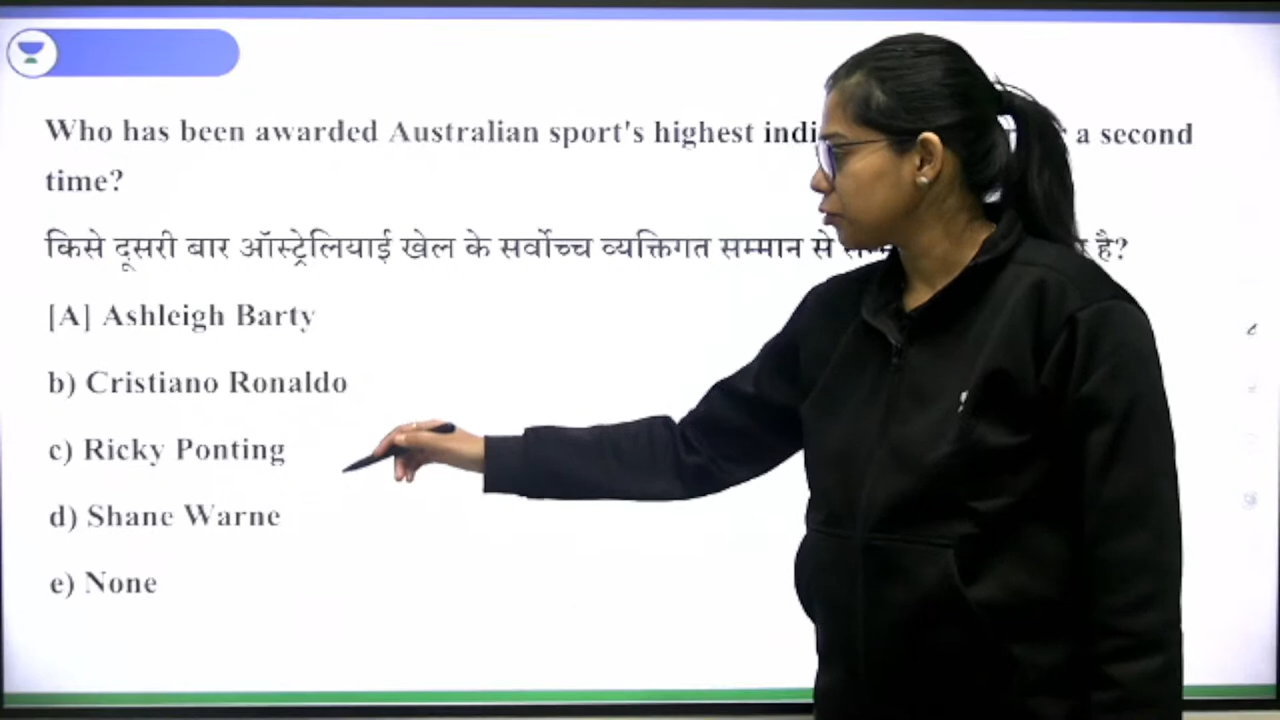 Who has been awarded Australian sport's highest a second
time?
किसे दूसरी बार ऑस्ट्रेलियाई खेल के सर्वोच्च व्यक्तिगत सम्मान से है?
[A] Ashleigh Barty
b) Cristiano Ronaldo
c) Ricky Ponting
d) Shane Warne
e) None